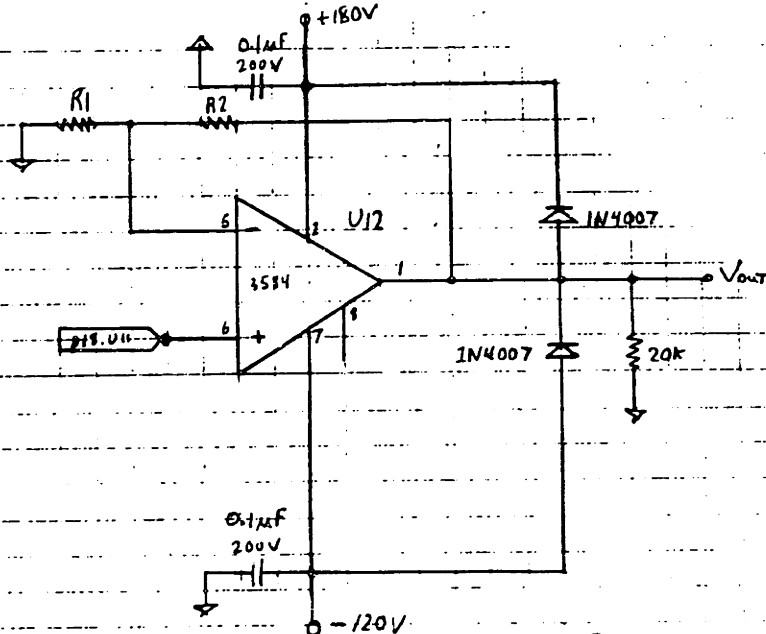 +180V
0.1µF
200V
R1
R2
5
-
2
U12
1N4007
3584
1
VOUT
6
+
7
8
1N4007
20K
0.1µF
200V
-120V